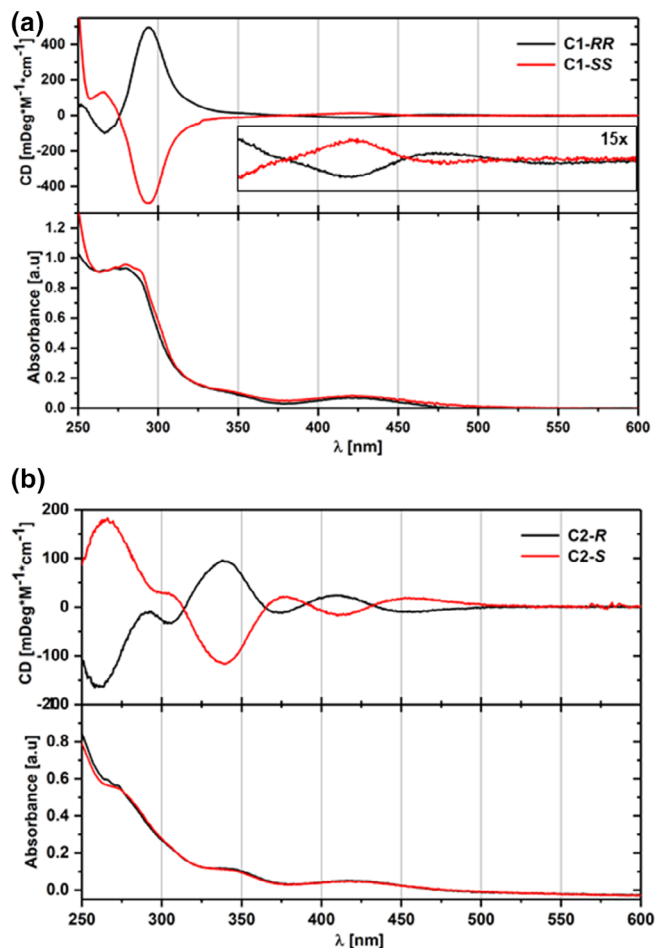 (a)
C1-RR
C1-SS
CD [mDeg*M⁻¹*cm⁻¹]
400
200
0
-200
-400
15x
Absorbance [a.u]
1.2
1.0
0.8
0.6
0.4
0.2
0.0
250 300 350 400 450 500 550 600
λ [nm]
(b)
C2-R
C2-S
CD [mDeg*M⁻¹*cm⁻¹]
200
100
0
-100
-200
Absorbance [a.u]
0.8
0.6
0.4
0.2
0.0
250 300 350 400 450 500 550 600
λ [nm]